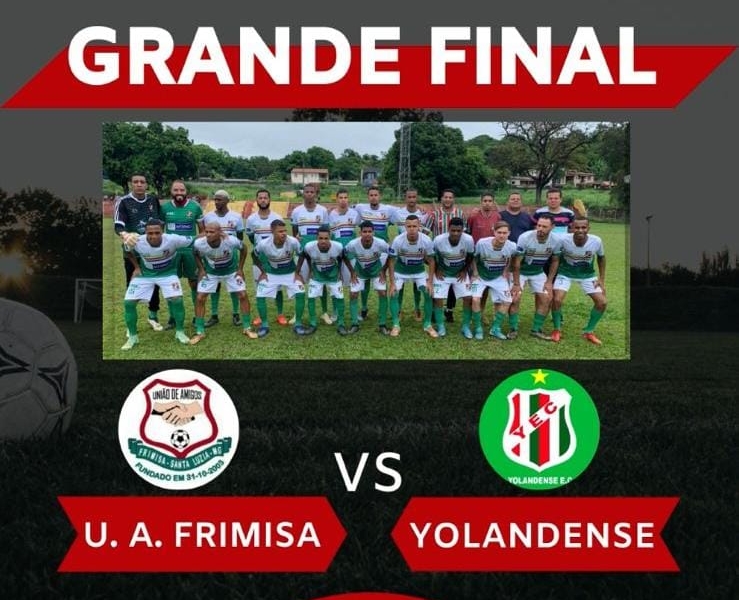 GRANDE FINAL
UNIÃO DE AMIGOS
FRIMISA - SANTA LUZIA - MG
FUNDADO EM 31-10-2003
VS
YEC
YOLANDENSE E.C
U. A. FRIMISA
YOLANDENSE